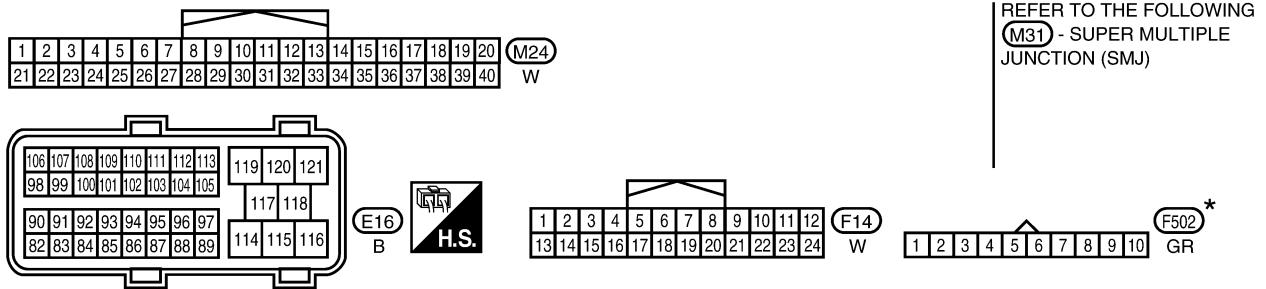 REFER TO THE FOLLOWING
M31 - SUPER MULTIPLE
JUNCTION (SMJ)
1 2 3 4 5 6 7 8 9 10 11 12 13 14 15 16 17 18 19 20
21 22 23 24 25 26 27 28 29 30 31 32 33 34 35 36 37 38 39 40
M24
W
106 107 108 109 110 111 112 113
98 99 100 101 102 103 104 105
90 91 92 93 94 95 96 97
82 83 84 85 86 87 88 89
119 120 121
117 118
114 115 116
E16
B
H.S.
1 2 3 4 5 6 7 8 9 10 11 12
13 14 15 16 17 18 19 20 21 22 23 24
F14
W
1 2 3 4 5 6 7 8 9 10
F502 *
GR